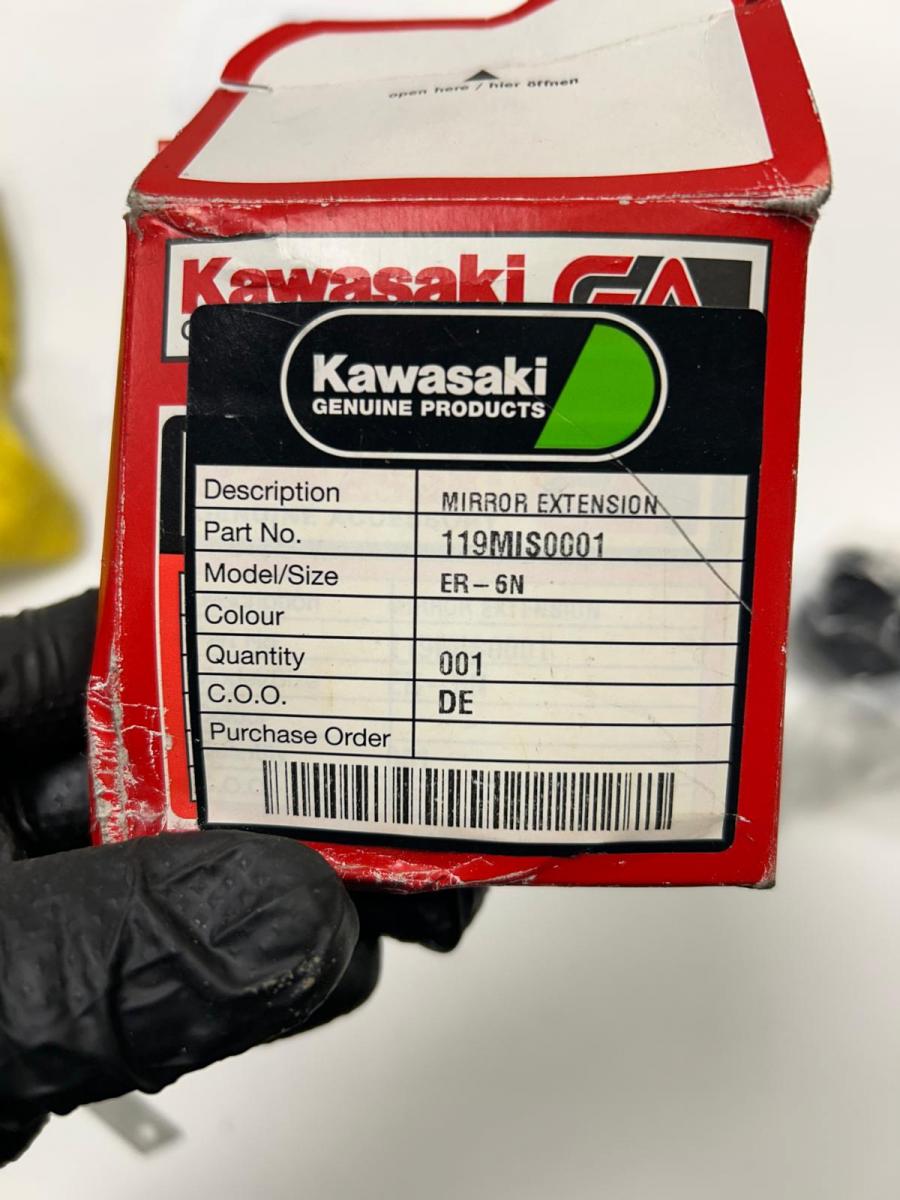 open here / hier öffnen
Kawasaki GA
Kawasaki
GENUINE PRODUCTS
Description MIRROR EXTENSION
Part No. 119MIS0001
Model/Size ER-6N
Colour
Quantity 001
C.O.O. DE
Purchase Order